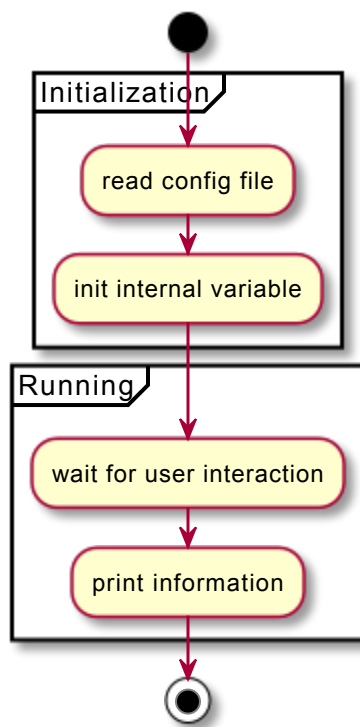 Initialization
read config file
init internal variable
Running
wait for user interaction
print information